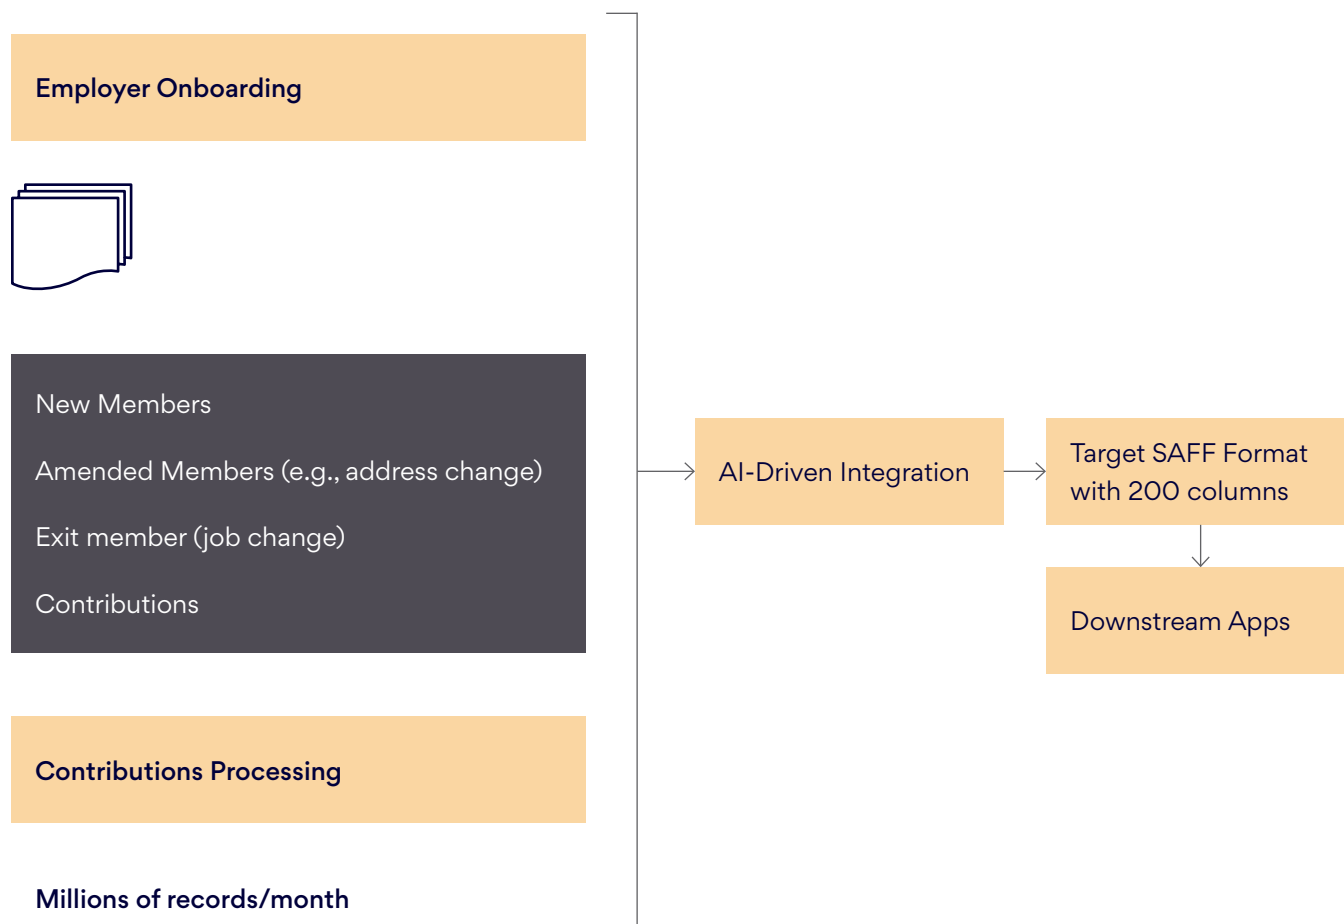 Employer Onboarding
New Members
Amended Members (e.g., address change)
Exit member (job change)
Contributions
Contributions Processing
Millions of records/month
AI-Driven Integration
Target SAFF Format
with 200 columns
Downstream Apps